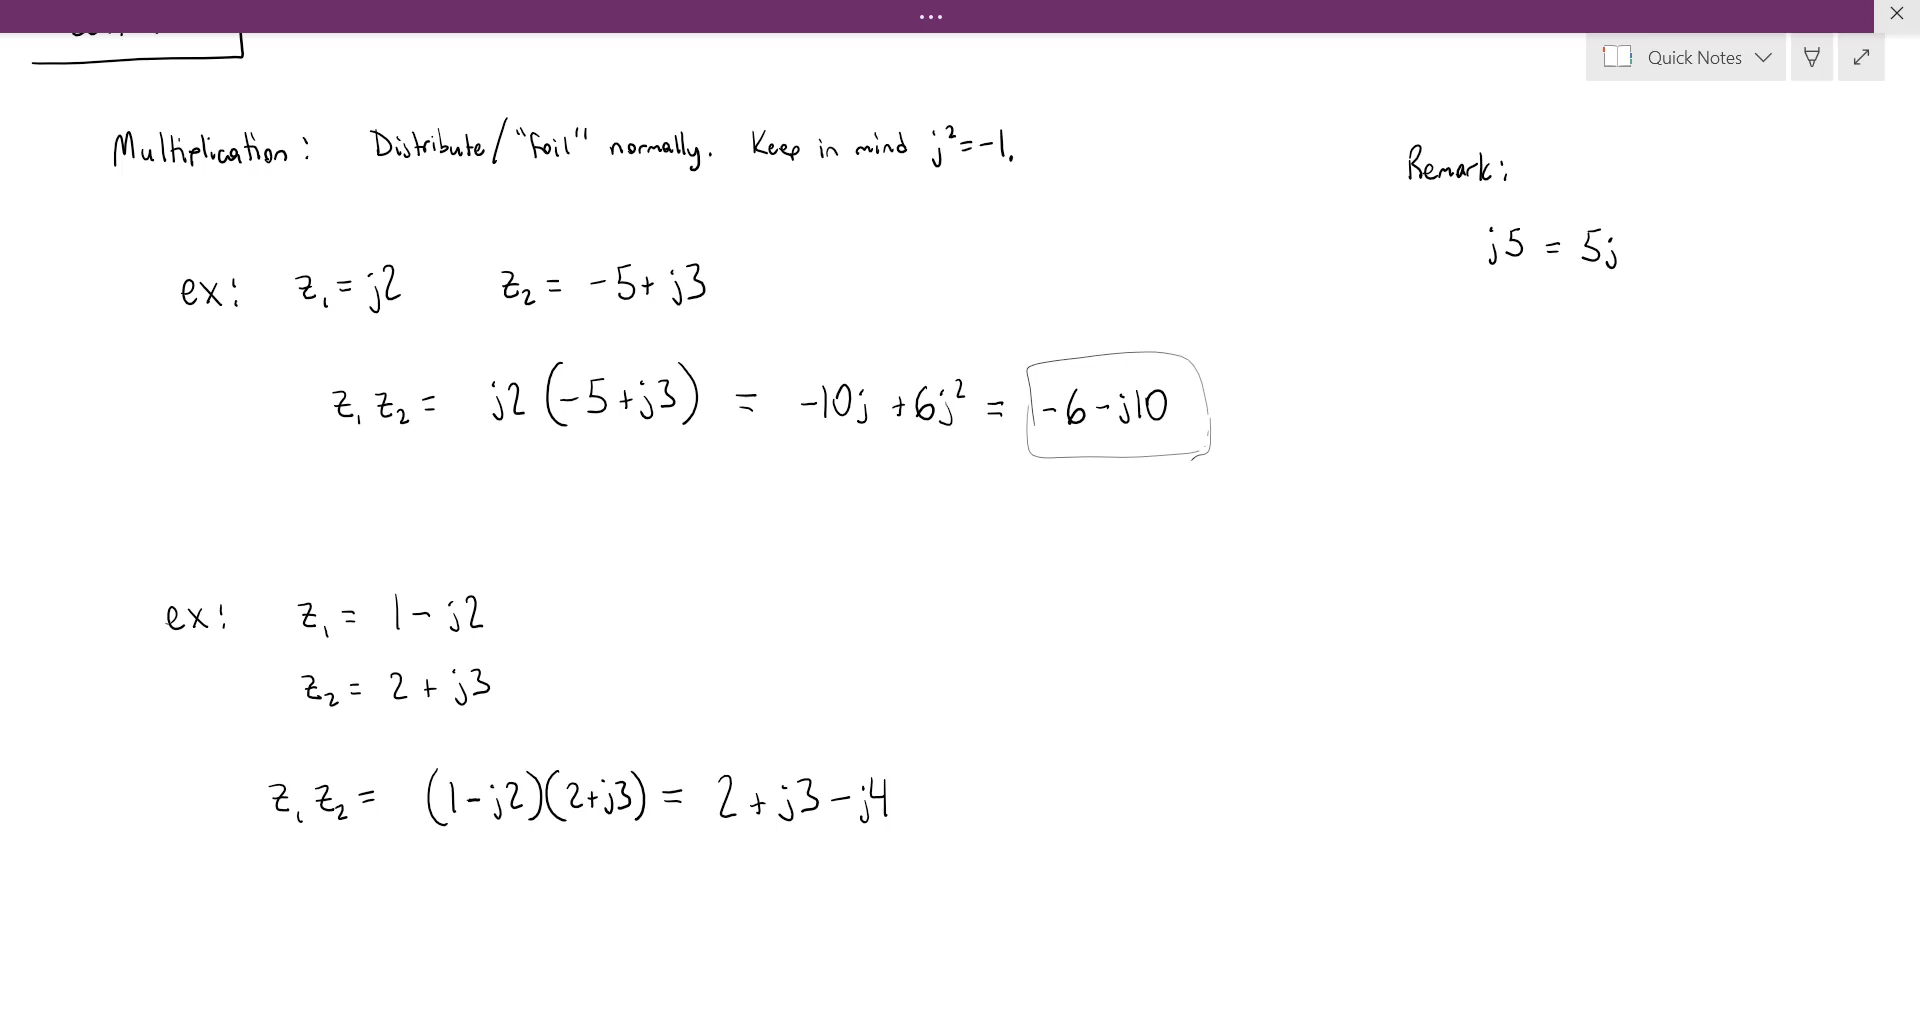 Quick Notes
Multiplication: Distribute/"foil" normally. Keep in mind j²=-1.
Remark:
j5 = 5j
ex: z₁ = j2 z₂ = -5+j3
z₁z₂ = j2(-5+j3) = -10j+6j² = -6-j10
ex: z₁ = 1-j2
z₂ = 2+j3
z₁z₂ = (1-j2)(2+j3) = 2+j3-j4